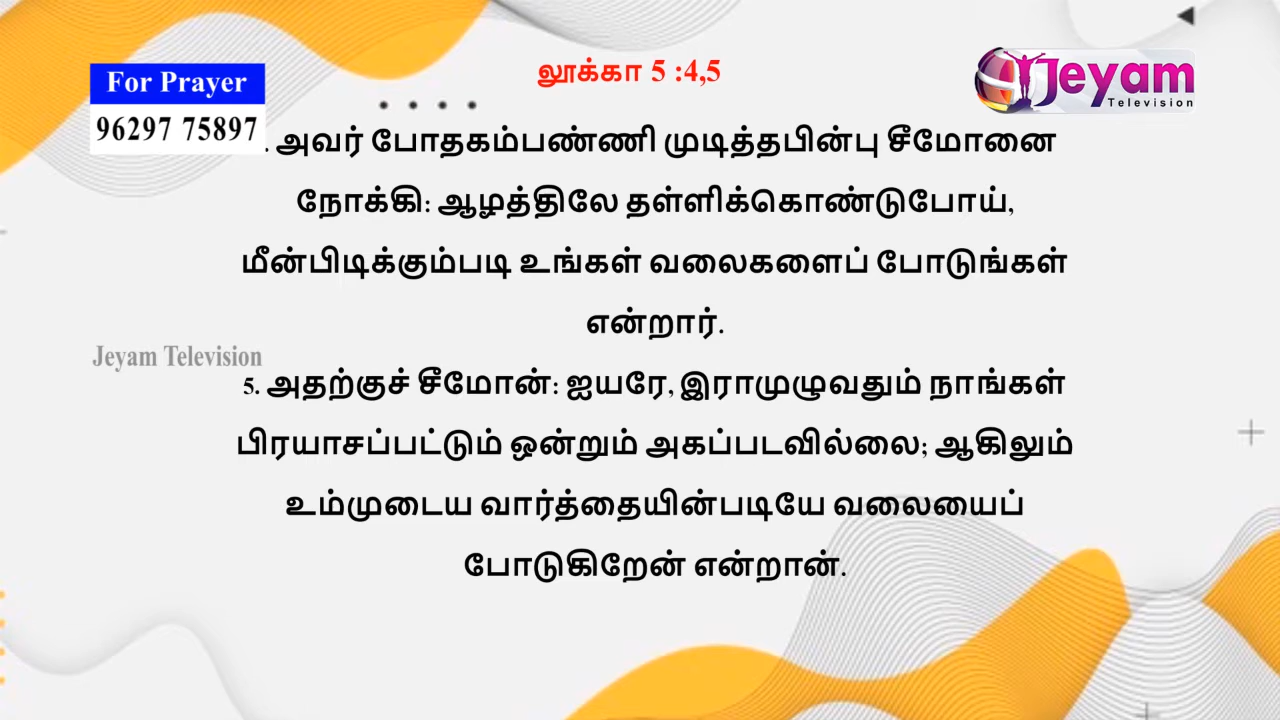 லூக்கா 5 :4,5
For Prayer
96297 75897
Jeyam
Television
. அவர் போதகம்பண்ணி முடித்தபின்பு சீமோனை
நோக்கி: ஆழத்திலே தள்ளிக்கொண்டுபோய்,
மீன்பிடிக்கும்படி உங்கள் வலைகளைப் போடுங்கள்
என்றார்.
Jeyam Television
5. அதற்குச் சீமோன்: ஐயரே, இராமுழுவதும் நாங்கள்
பிரயாசப்பட்டும் ஒன்றும் அகப்படவில்லை; ஆகிலும்
உம்முடைய வார்த்தையின்படியே வலையைப்
போடுகிறேன் என்றான்.